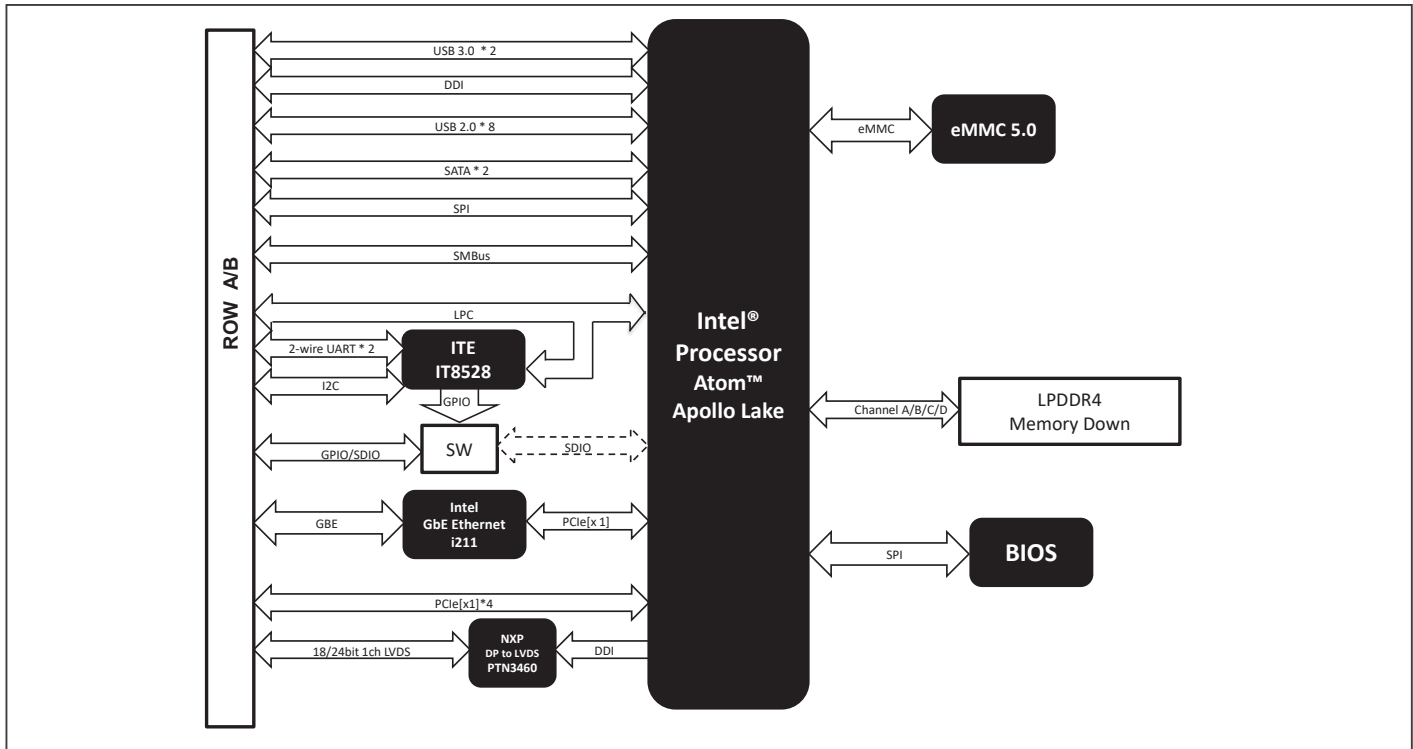 USB 3.0 * 2
DDI
USB 2.0 * 8
SATA * 2
SPI
SMBus
LPC
2-wire UART * 2
I2C
ITE
IT8528
GPIO
SW
GPIO/SDIO
SDIO
GBE
Intel
GbE Ethernet
i211
PCIe[x 1]
PCIe[x1]*4
18/24bit 1ch LVDS
NXP
DP to LVDS
PTN3460
DDI
ROW A/B
Intel®
Processor
Atom™
Apollo Lake
eMMC
eMMC 5.0
Channel A/B/C/D
LPDDR4
Memory Down
SPI
BIOS